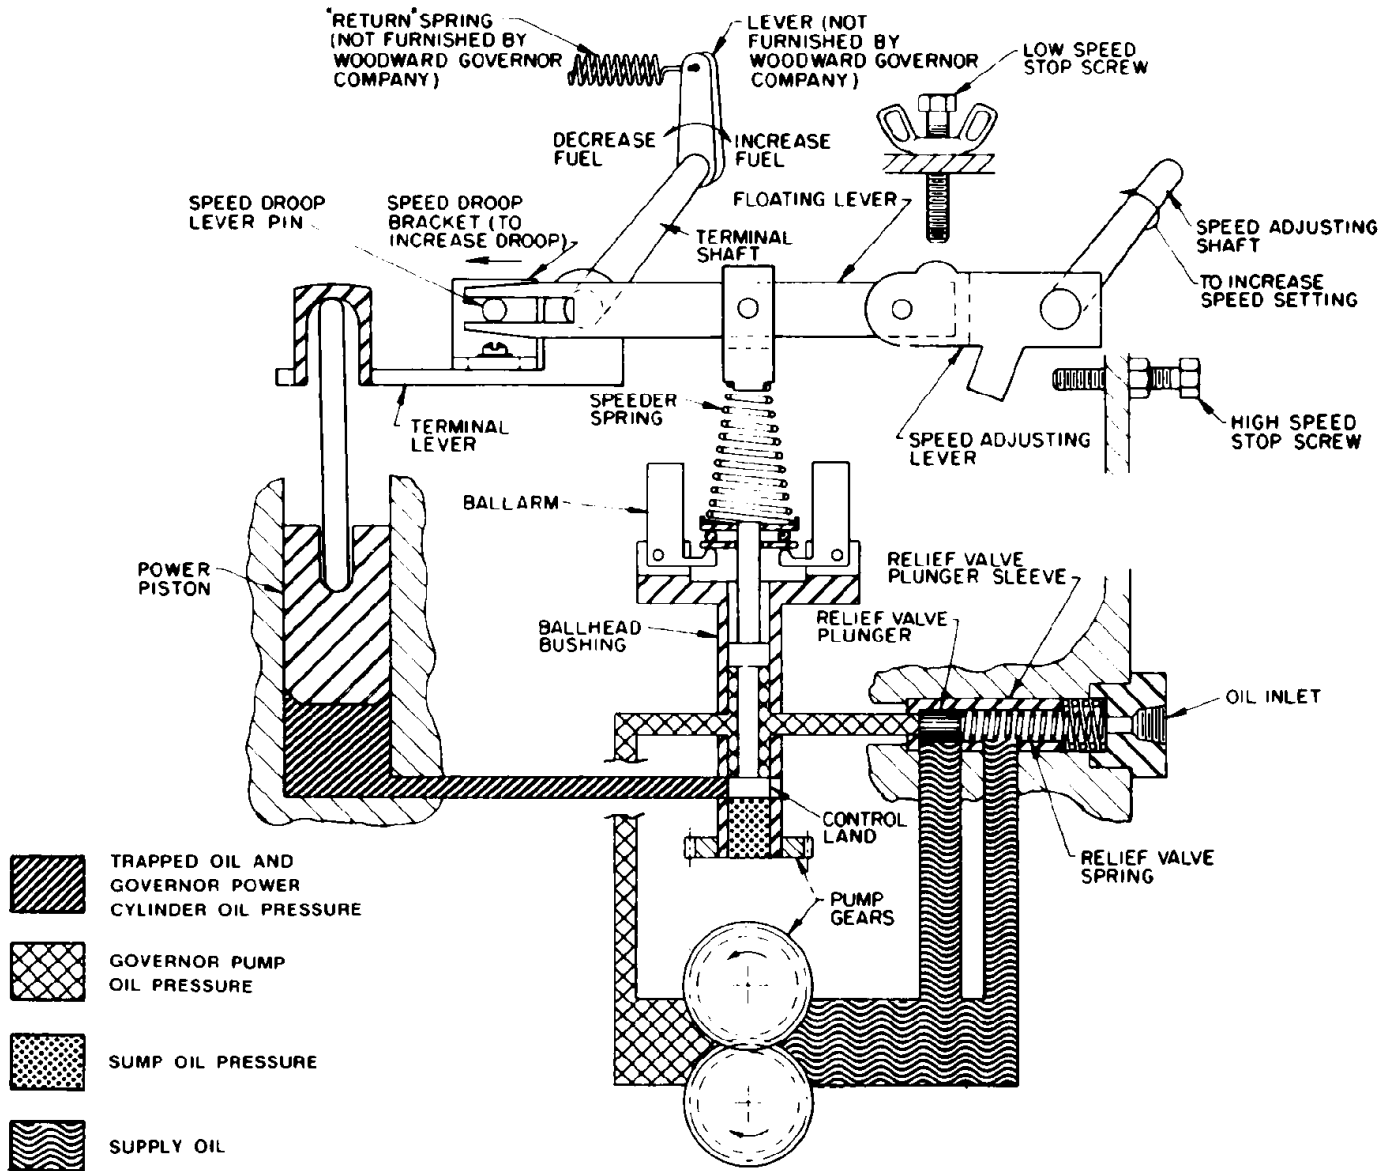 "RETURN" SPRING
(NOT FURNISHED BY
WOODWARD GOVERNOR
COMPANY)
LEVER (NOT
FURNISHED BY
WOODWARD GOVERNOR
COMPANY)
LOW SPEED
STOP SCREW
DECREASE
FUEL
INCREASE
FUEL
SPEED DROOP
LEVER PIN
SPEED DROOP
BRACKET (TO
INCREASE DROOP)
TERMINAL
SHAFT
FLOATING LEVER
SPEED ADJUSTING
SHAFT
TO INCREASE
SPEED SETTING
TERMINAL
LEVER
SPEEDER
SPRING
SPEED ADJUSTING
LEVER
HIGH SPEED
STOP SCREW
BALLARM
POWER
PISTON
BALLHEAD
BUSHING
RELIEF VALVE
PLUNGER SLEEVE
RELIEF VALVE
PLUNGER
OIL INLET
CONTROL
LAND
RELIEF VALVE
SPRING
PUMP
GEARS
TRAPPED OIL AND
GOVERNOR POWER
CYLINDER OIL PRESSURE
GOVERNOR PUMP
OIL PRESSURE
SUMP OIL PRESSURE
SUPPLY OIL